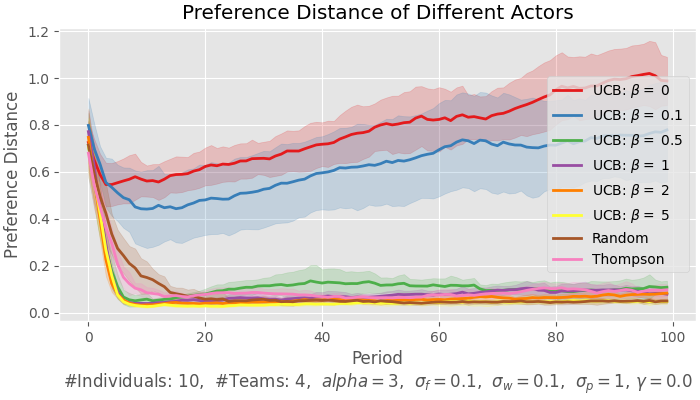 Preference Distance of Different Actors
Preference Distance
1.2
1.0
0.8
0.6
0.4
0.2
0.0
UCB: β = 0
UCB: β = 0.1
UCB: β = 0.5
UCB: β = 1
UCB: β = 2
UCB: β = 5
Random
Thompson
0 20 40 60 80 100
Period
#Individuals: 10, #Teams: 4, alpha = 3, σ_f = 0.1, σ_w = 0.1, σ_p = 1, γ = 0.0